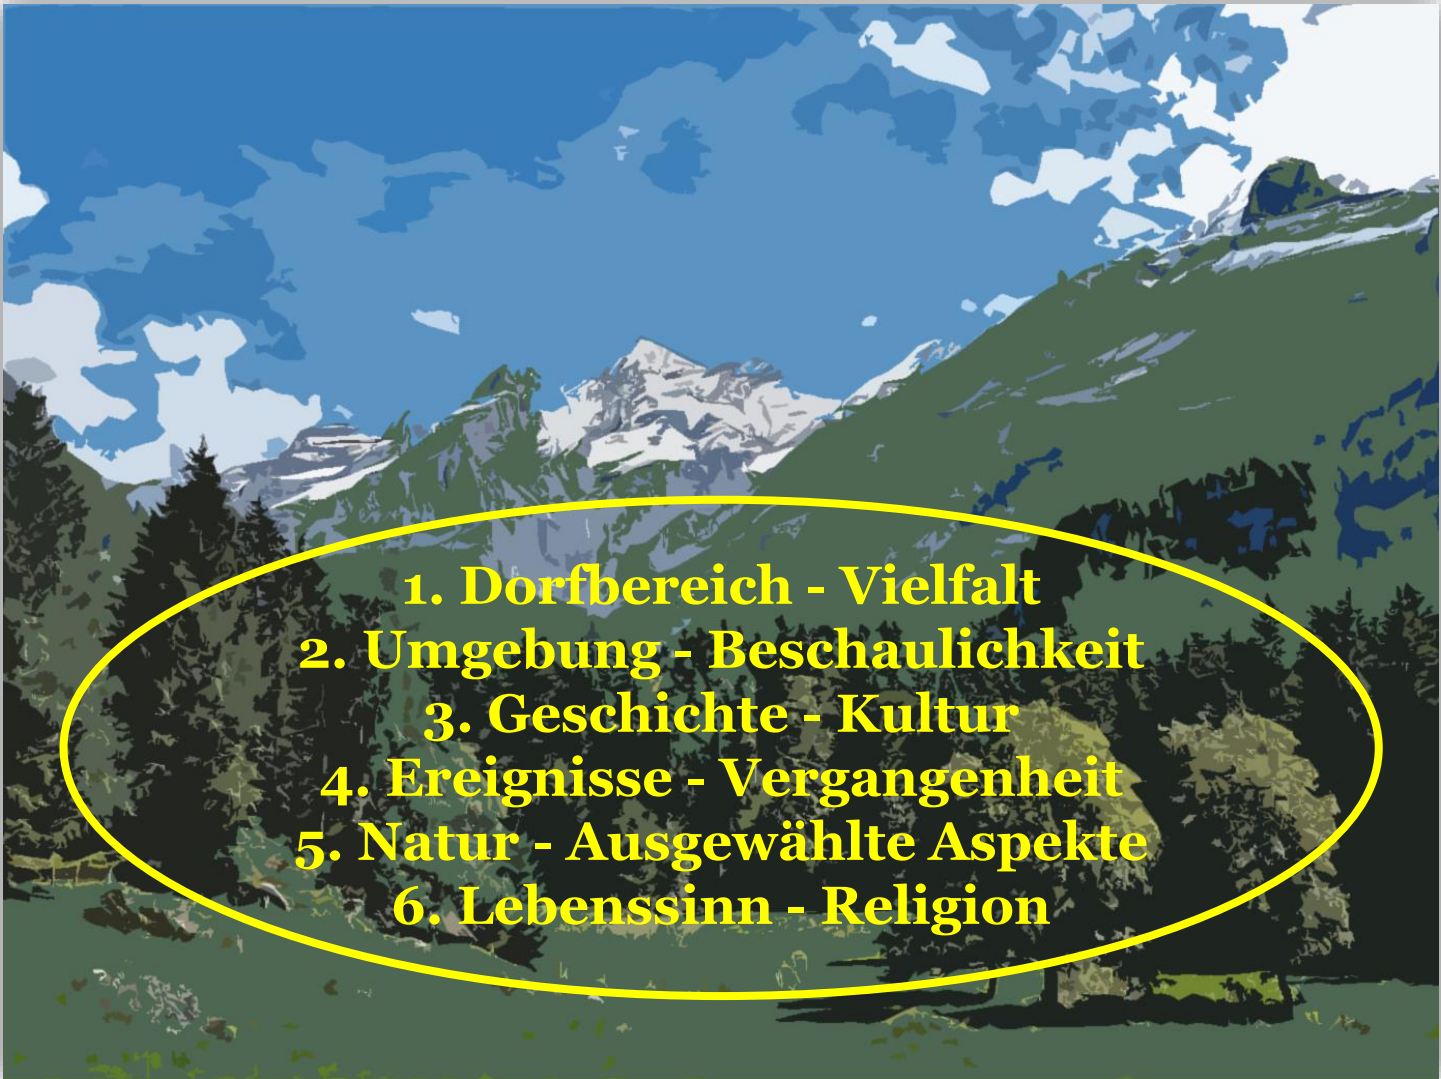 1. Dorfbereich - Vielfalt
2. Umgebung - Beschaulichkeit
3. Geschichte - Kultur
4. Ereignisse - Vergangenheit
5. Natur - Ausgewählte Aspekte
6. Lebenssinn - Religion